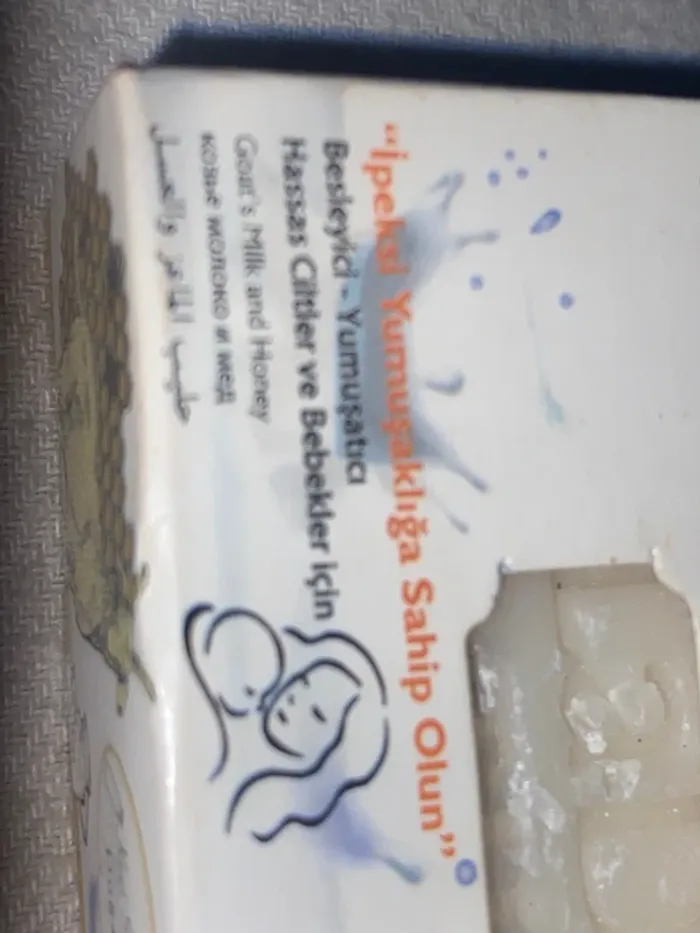 “İpeksi Yumuşaklığa Sahip Olun”
Besleyici - Yumuşatıcı
Hassas Ciltler ve Bebekler için
Goat's Milk and Honey
козье молоко и мед
حليب الماعز والعسل